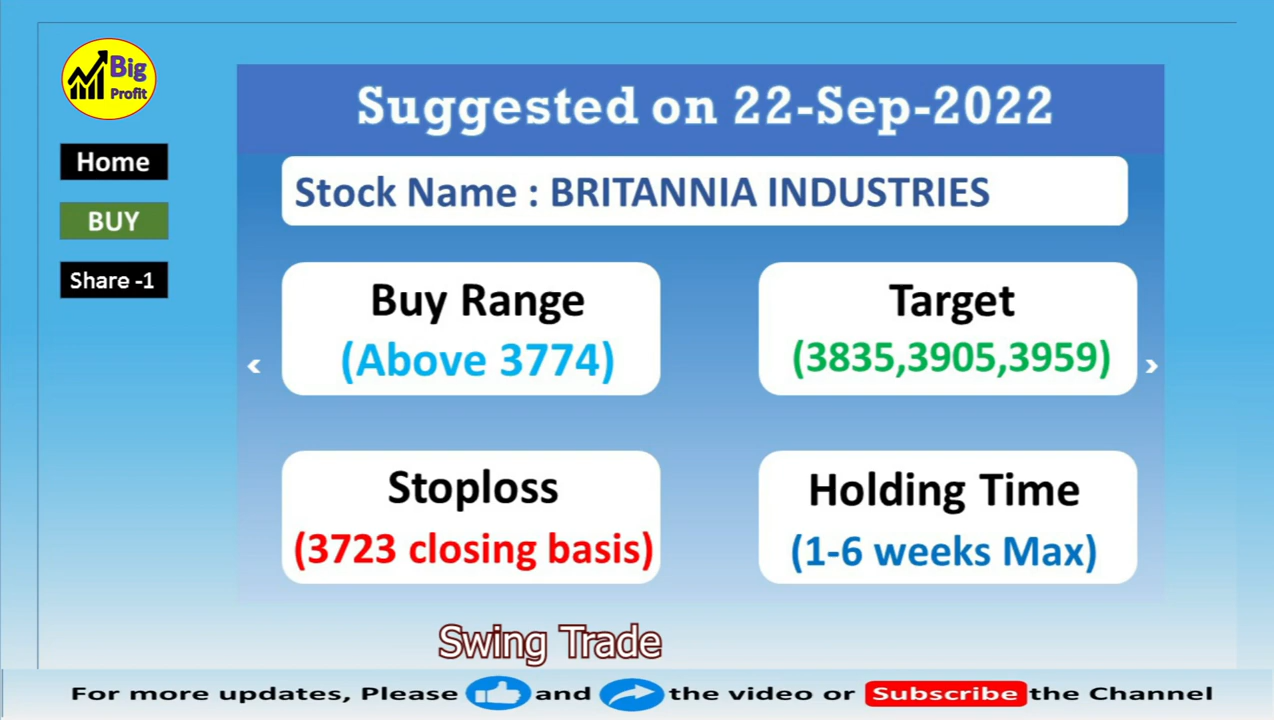 Big
Profit
Suggested on 22-Sep-2022
Home
Stock Name : BRITANNIA INDUSTRIES
BUY
Share -1
Buy Range
(Above 3774)
Target
(3835,3905,3959)
Stoploss
(3723 closing basis)
Holding Time
(1-6 weeks Max)
Swing Trade
For more updates, Please and the video or Subscribe the Channel